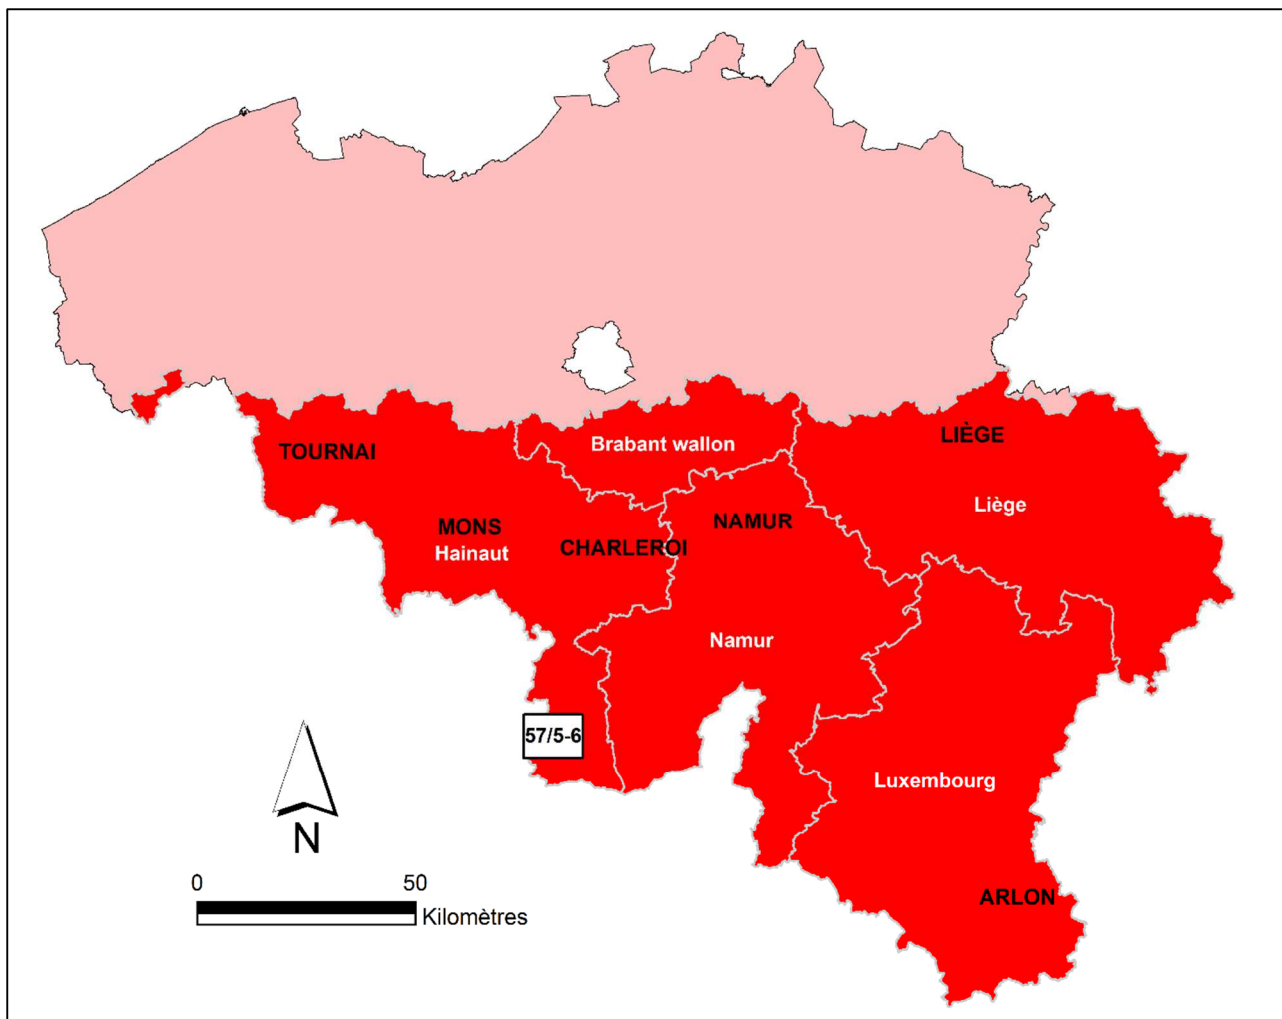 Brabant wallon
LIÈGE
TOURNAI
Liège
MONS
NAMUR
Hainaut
CHARLEROI
Namur
57/5-6
Luxembourg
N
0 50
Kilomètres
ARLON